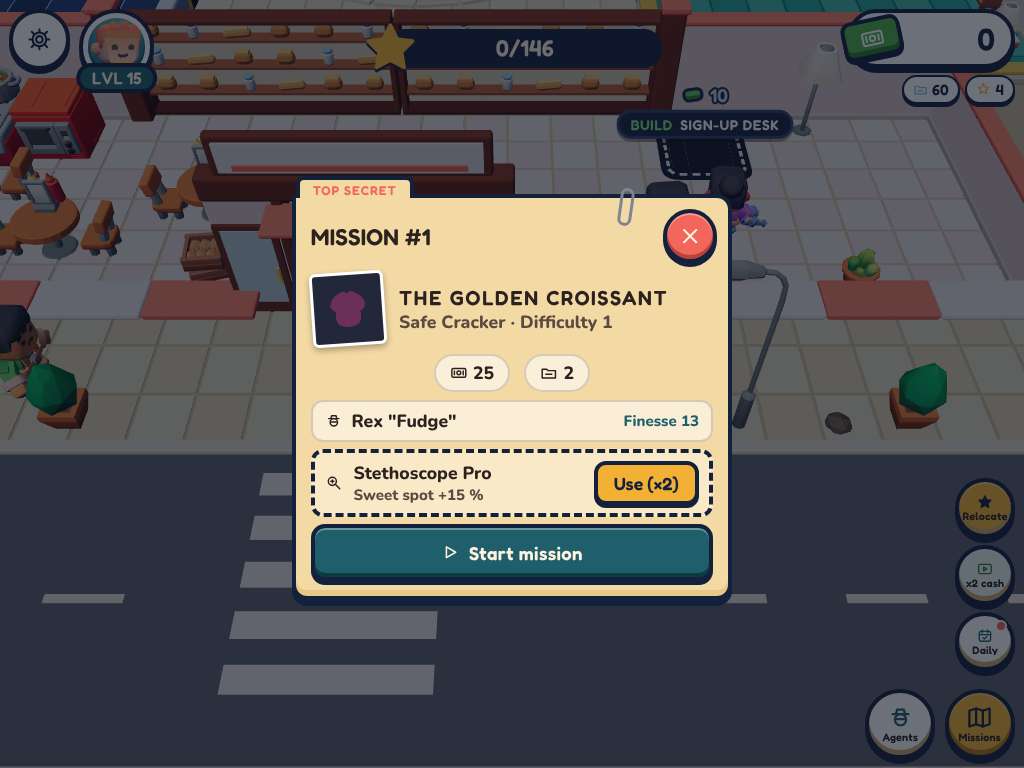 LVL 15
0/146
0
60
4
10
BUILD SIGN-UP DESK
TOP SECRET
MISSION #1
THE GOLDEN CROISSANT
Safe Cracker · Difficulty 1
25
2
Rex "Fudge"
Finesse 13
Stethoscope Pro
Sweet spot +15 %
Use (×2)
Start mission
Relocate
x2 cash
Daily
Agents
Missions